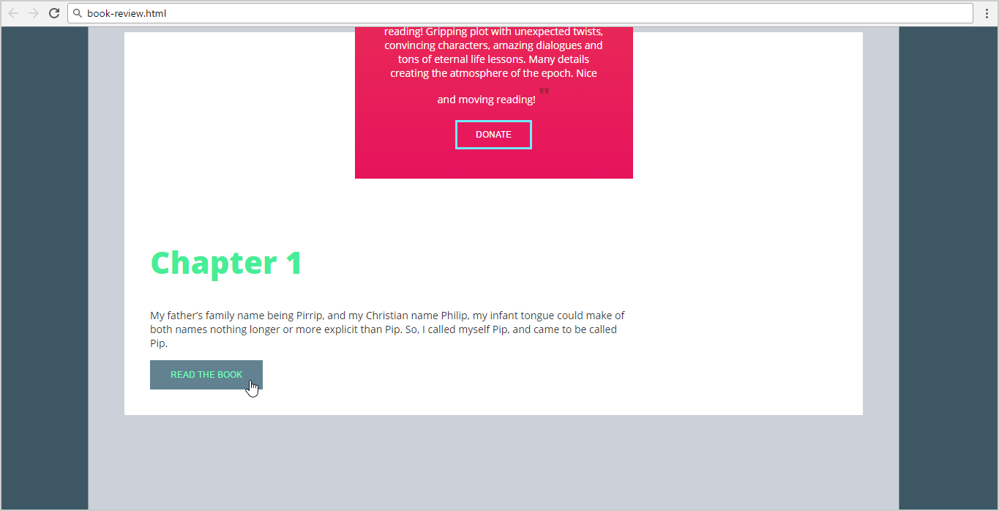 book-review.html
reading! Gripping plot with unexpected twists,
convincing characters, amazing dialogues and
tons of eternal life lessons. Many details
creating the atmosphere of the epoch. Nice
and moving reading! "
DONATE
Chapter 1
My father’s family name being Pirrip, and my Christian name Philip, my infant tongue could make of
both names nothing longer or more explicit than Pip. So, I called myself Pip, and came to be called
Pip.
READ THE BOOK